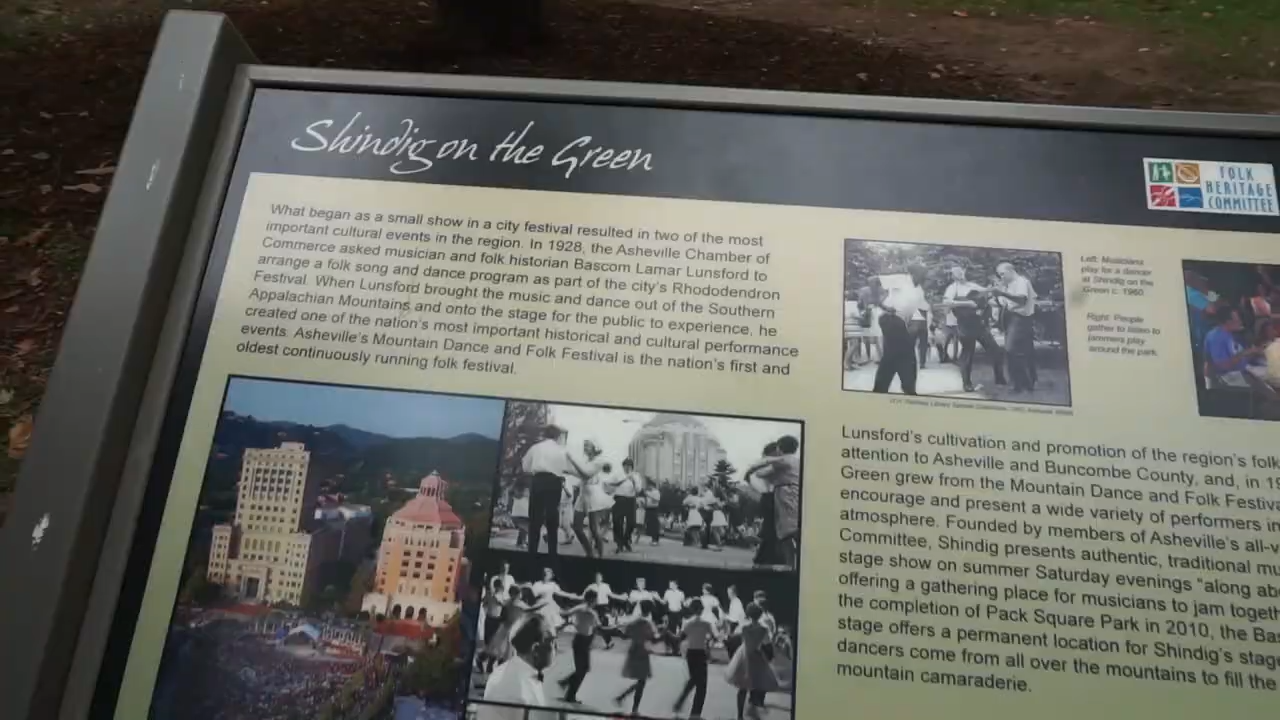 Shindig on the Green
FOLK
HERITAGE
COMMITTEE
What began as a small show in a city festival resulted in two of the most
important cultural events in the region. In 1928, the Asheville Chamber of
Commerce asked musician and folk historian Bascom Lamar Lunsford to
arrange a folk song and dance program as part of the city's Rhododendron
Festival. When Lunsford brought the music and dance out of the Southern
Appalachian Mountains and onto the stage for the public to experience, he
created one of the nation's most important historical and cultural performance
events. Asheville's Mountain Dance and Folk Festival is the nation's first and
oldest continuously running folk festival.
Left: Musicians
play for a dancer
at Shindig on the
Green c. 1960.
Right: People
gather to listen to
jammers play
around the park.
Lunsford's cultivation and promotion of the region's folk
attention to Asheville and Buncombe County, and, in 19
Green grew from the Mountain Dance and Folk Festiva
encourage and present a wide variety of performers in
atmosphere. Founded by members of Asheville's all-v
Committee, Shindig presents authentic, traditional mu
stage show on summer Saturday evenings "along ab
offering a gathering place for musicians to jam togeth
the completion of Pack Square Park in 2010, the Bas
stage offers a permanent location for Shindig's stag
dancers come from all over the mountains to fill the
mountain camaraderie.